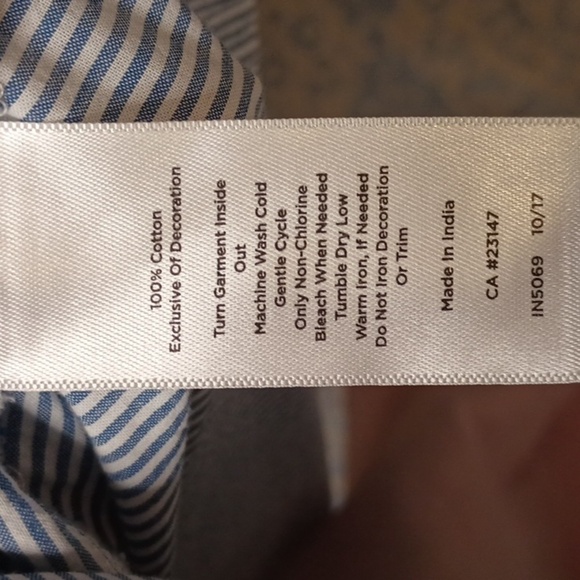 100% Cotton
Exclusive Of Decoration
Turn Garment Inside
Out
Machine Wash Cold
Gentle Cycle
Only Non-Chlorine
Bleach When Needed
Tumble Dry Low
Warm Iron, If Needed
Do Not Iron Decoration
Or Trim
Made In India
CA #23147
IN5069 10/17